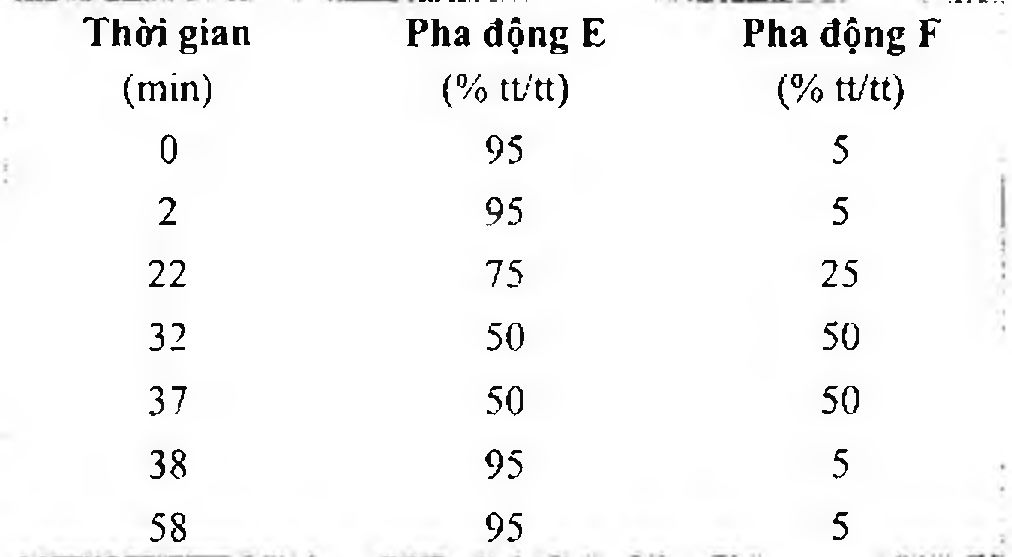 Thời gian Pha động E Pha động F
(min) (% tt/tt) (% tt/tt)
0 95 5
2 95 5
22 75 25
32 50 50
37 50 50
38 95 5
58 95 5